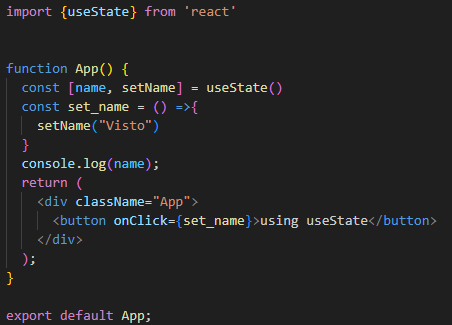 import {useState} from 'react'
function App() {
const [name, setName] = useState()
const set_name = () =>{
setName("Visto")
}
console.log(name);
return (
<div className="App">
<button onClick={set_name}>using useState</button>
</div>
);
}
export default App;